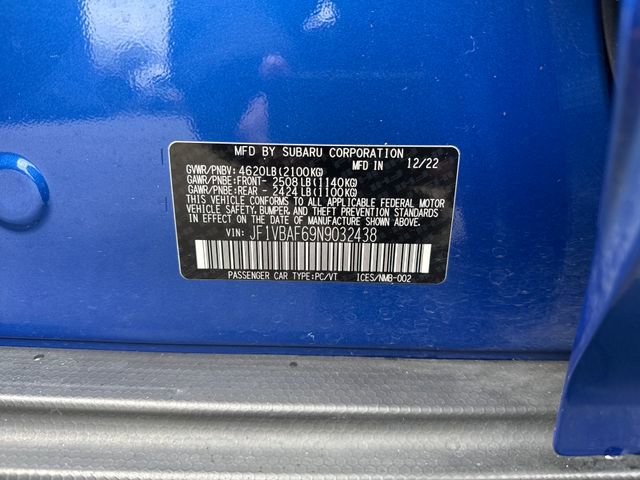 MFD BY SUBARU CORPORATION
MFD IN 12/22
GVWR/PNBV: 4620LB(2100KG)
GAWR/PNBE:FRONT- 2508LB(1140KG)
GAWR/PNBE:REAR - 2424LB(1100KG)
THIS VEHICLE CONFORMS TO ALL APPLICABLE FEDERAL MOTOR
VEHICLE SAFETY, BUMPER, AND THEFT PREVENTION STANDARDS
IN EFFECT ON THE DATE OF MANUFACTURE SHOWN ABOVE.
VIN: JF1VBAF69N9032438
PASSENGER CAR TYPE:PC/VT ICES/NMB-002